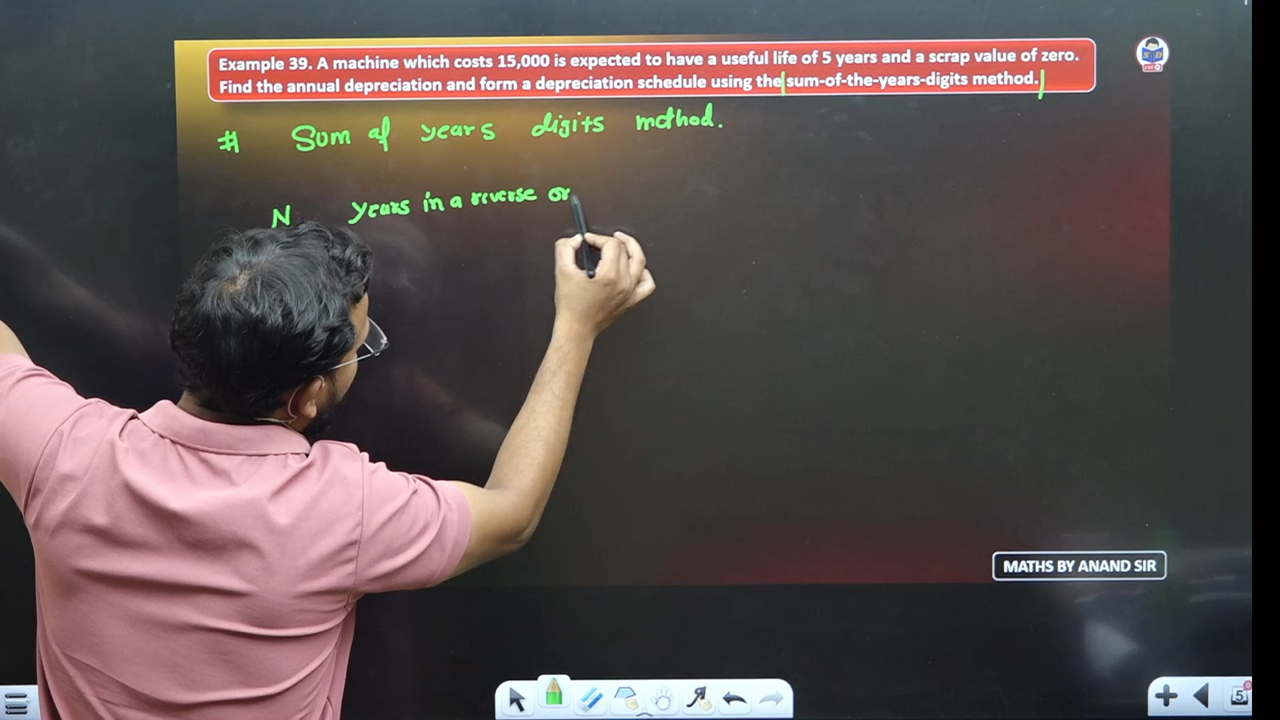 Example 39. A machine which costs 15,000 is expected to have a useful life of 5 years and a scrap value of zero.
Find the annual depreciation and form a depreciation schedule using the sum-of-the-years-digits method.
# Sum of years digits method.
N years in a reverse or
MATHS BY ANAND SIR